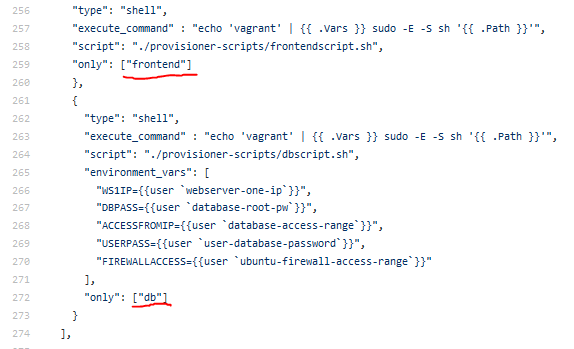 256 "type": "shell",
257 "execute_command" : "echo 'vagrant' | {{ .Vars }} sudo -E -S sh '{{ .Path }}'",
258 "script": "./provisioner-scripts/frontendscript.sh",
259 "only": ["frontend"]
260 },
261 {
262 "type": "shell",
263 "execute_command" : "echo 'vagrant' | {{ .Vars }} sudo -E -S sh '{{ .Path }}'",
264 "script": "./provisioner-scripts/dbscript.sh",
265 "environment_vars": [
266 "WS1IP={{user `webserver-one-ip`}}",
267 "DBPASS={{user `database-root-pw`}}",
268 "ACCESSFROMIP={{user `database-access-range`}}",
269 "USERPASS={{user `user-database-password`}}",
270 "FIREWALLACCESS={{user `ubuntu-firewall-access-range`}}"
271 ],
272 "only": ["db"]
273 }
274 ],